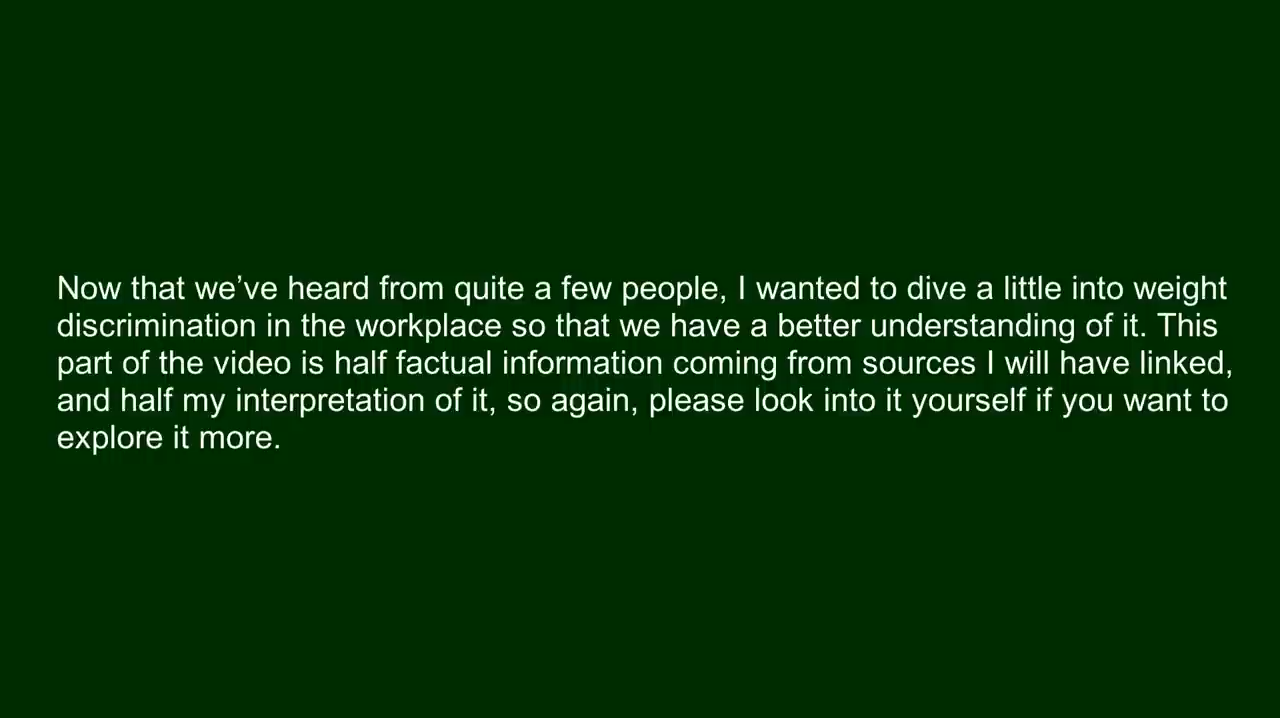 Now that we’ve heard from quite a few people, I wanted to dive a little into weight
discrimination in the workplace so that we have a better understanding of it. This
part of the video is half factual information coming from sources I will have linked,
and half my interpretation of it, so again, please look into it yourself if you want to
explore it more.